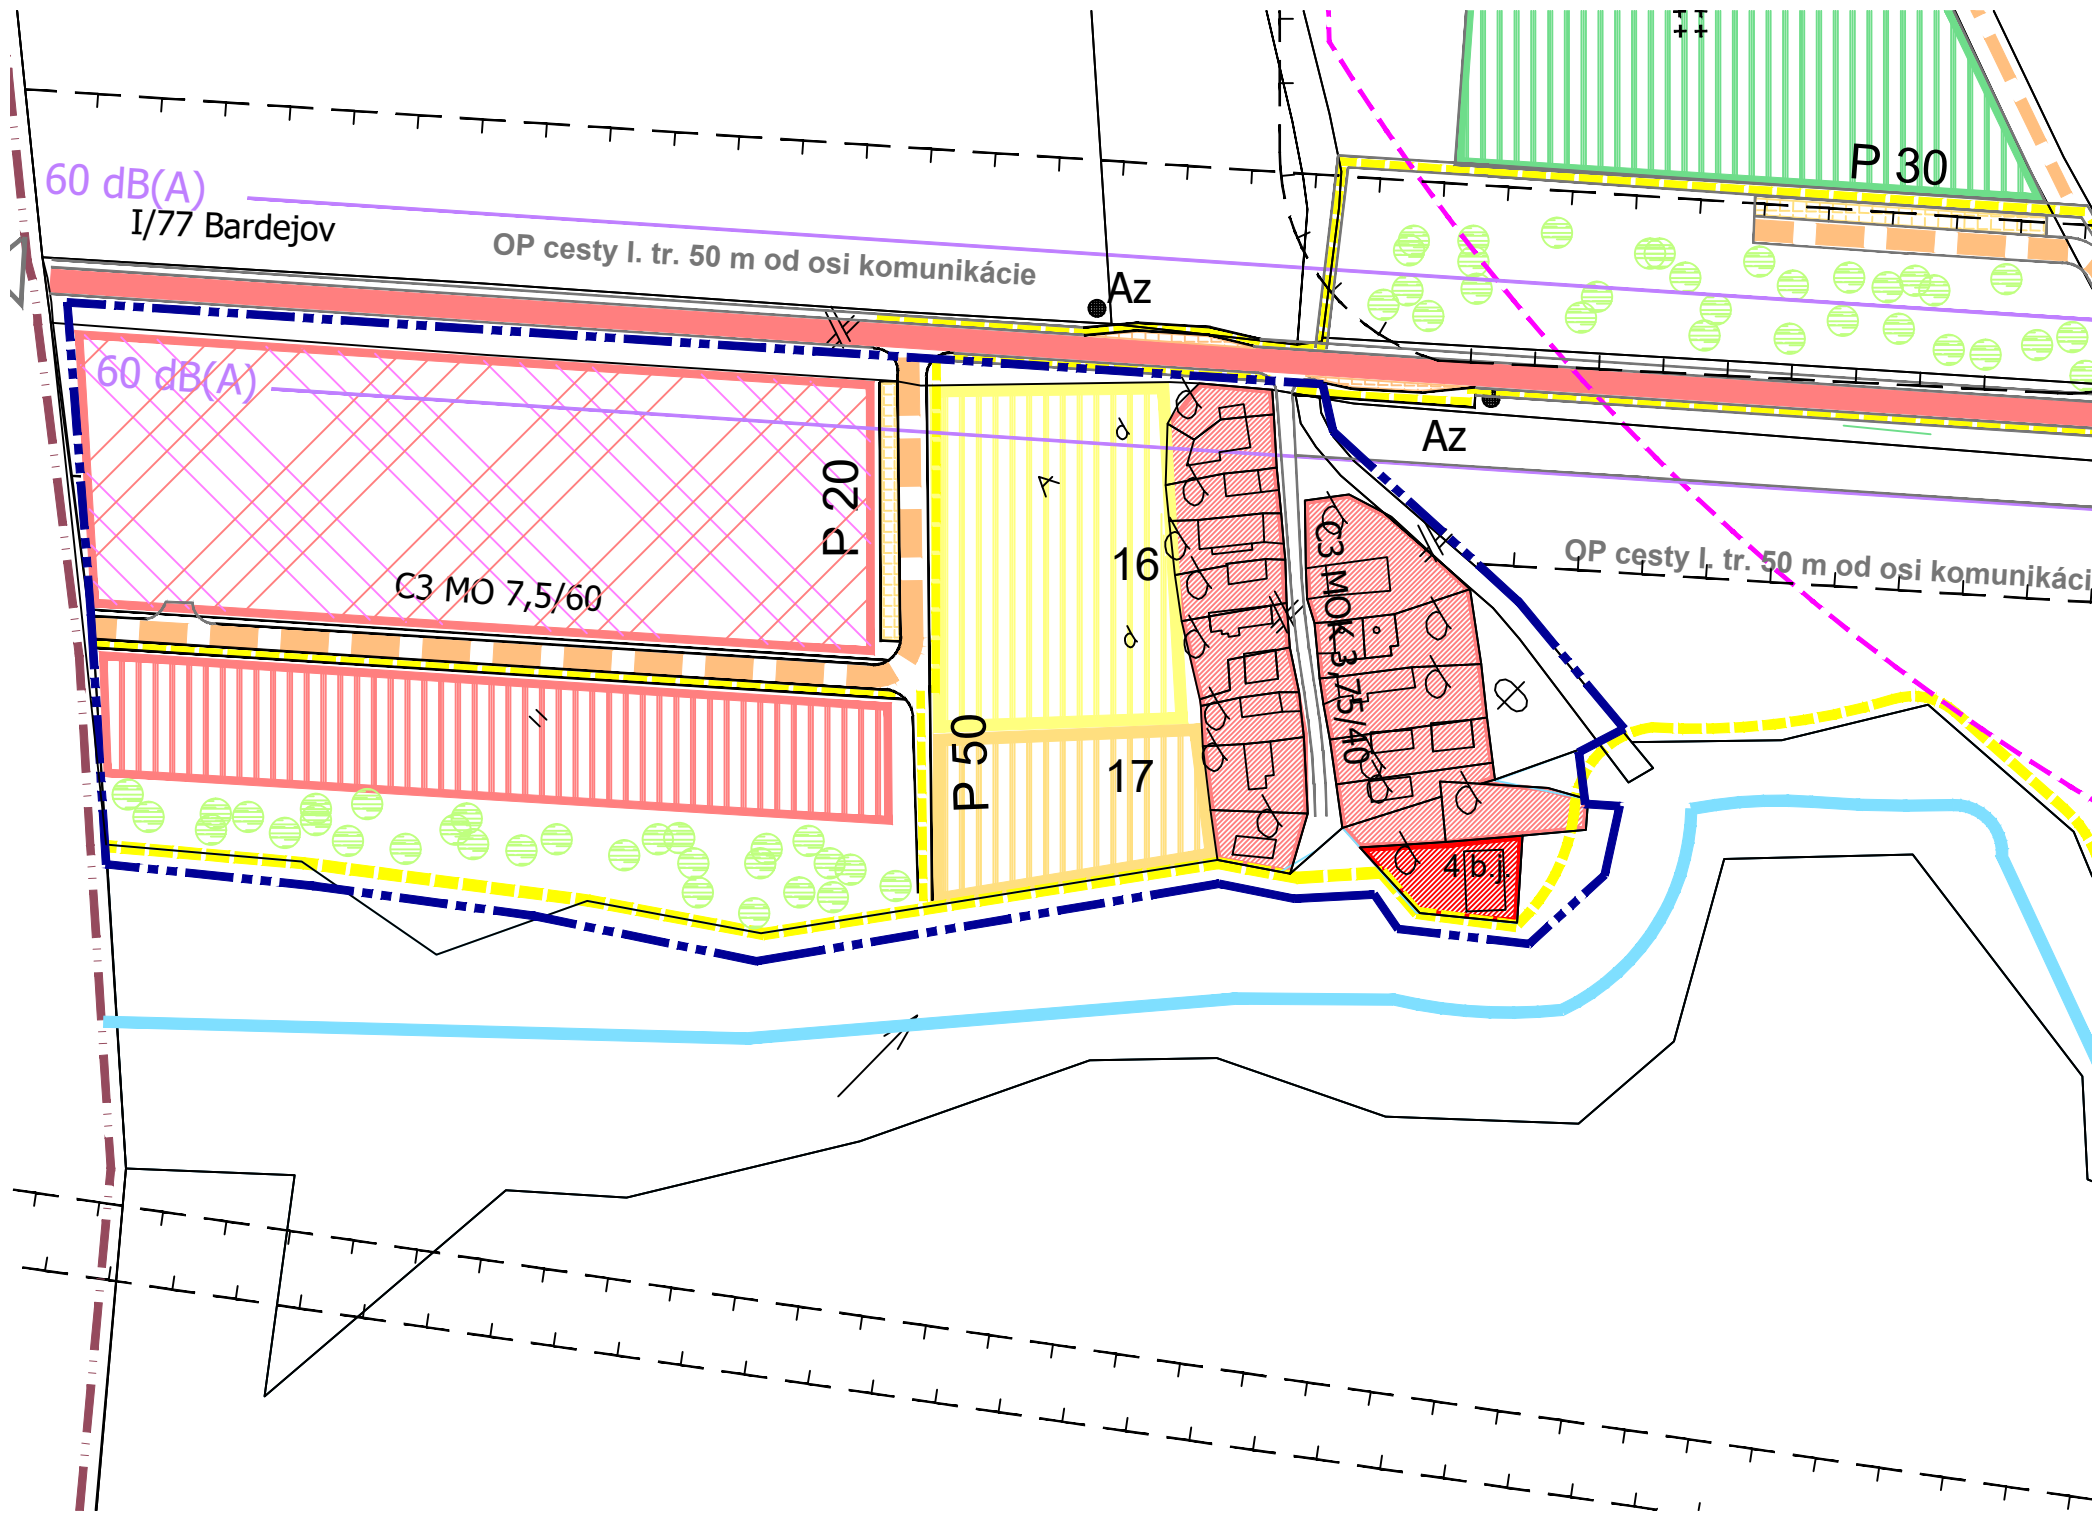 P 30
60 dB(A)
I/77 Bardejov
OP cesty I. tr. 50 m od osi komunikácie
Az
60 dB(A)
Az
P 20
16
C3 MOK 3,75/40
OP cesty I. tr. 50 m od osi komunikáci
C3 MO 7,5/60
P 50
17
4 b.j.